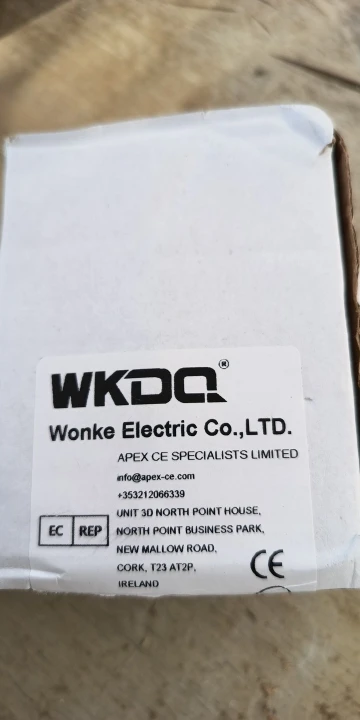 WKDQ®
Wonke Electric Co.,LTD.
APEX CE SPECIALISTS LIMITED
info@apex-ce.com
+353212066339
UNIT 3D NORTH POINT HOUSE,
EC REP NORTH POINT BUSINESS PARK,
NEW MALLOW ROAD,
CORK, T23 AT2P,
IRELAND
CE